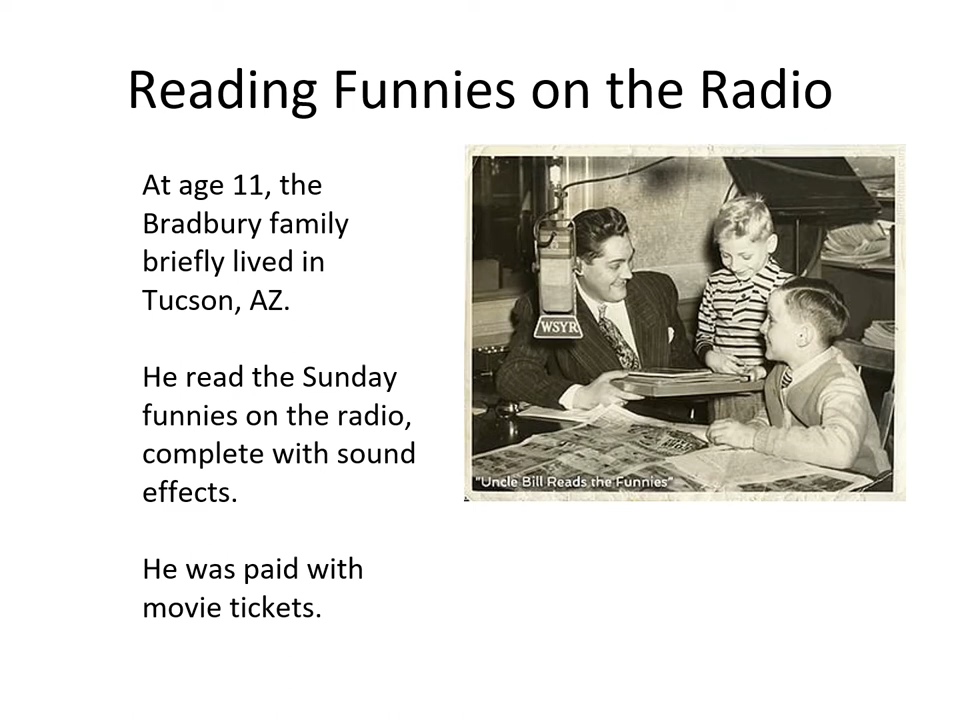 Reading Funnies on the Radio
At age 11, the
Bradbury family
briefly lived in
Tucson, AZ.
He read the Sunday
funnies on the radio,
complete with sound
effects.
He was paid with
movie tickets.
WSYR
"Uncle Bill Reads the Funnies"